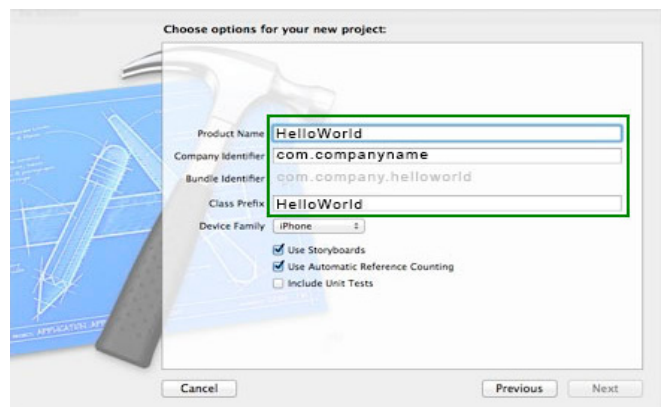 Choose options for your new project:
Product Name HelloWorld
Company Identifier com.companyname
Bundle Identifier com.company.helloworld
Class Prefix HelloWorld
Device Family iPhone
Use Storyboards
Use Automatic Reference Counting
Include Unit Tests
Cancel Previous Next